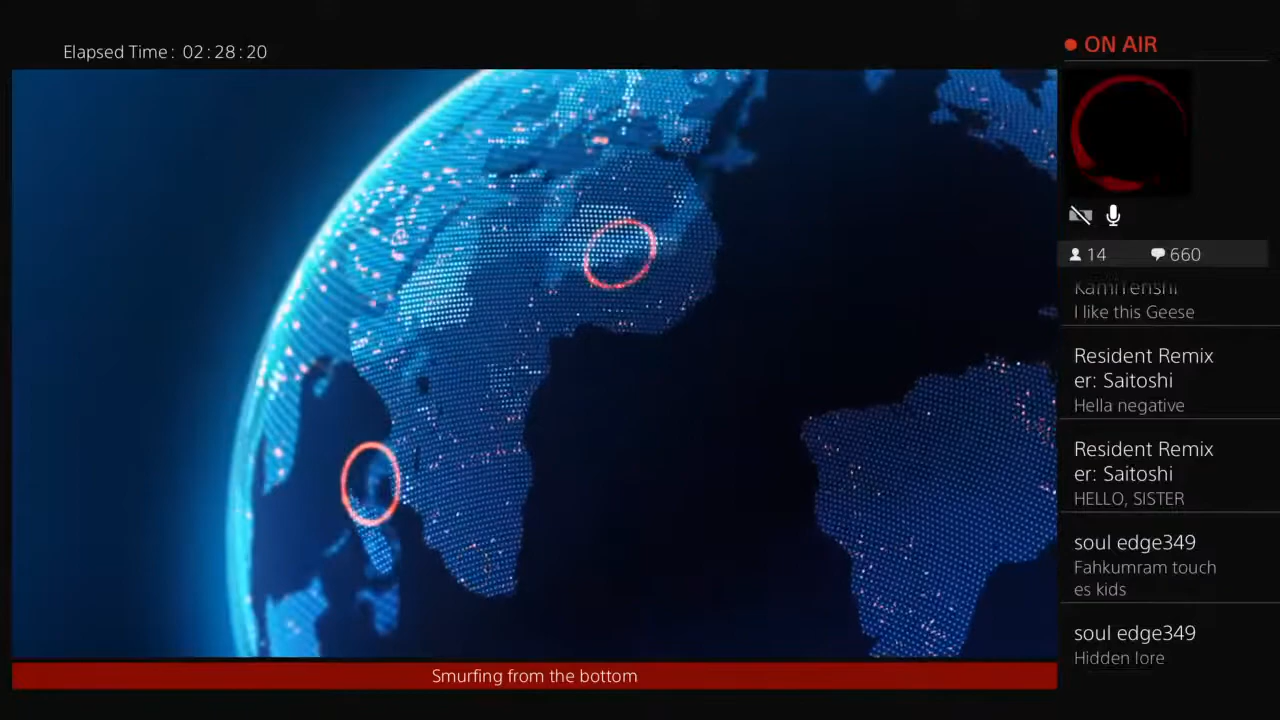 Elapsed Time: 02:28:20
ON AIR
14 660
KamiTenshi
I like this Geese
Resident Remix
er: Saitoshi
Hella negative
Resident Remix
er: Saitoshi
HELLO, SISTER
soul edge349
Fahkumram touch
es kids
soul edge349
Hidden lore
Smurfing from the bottom